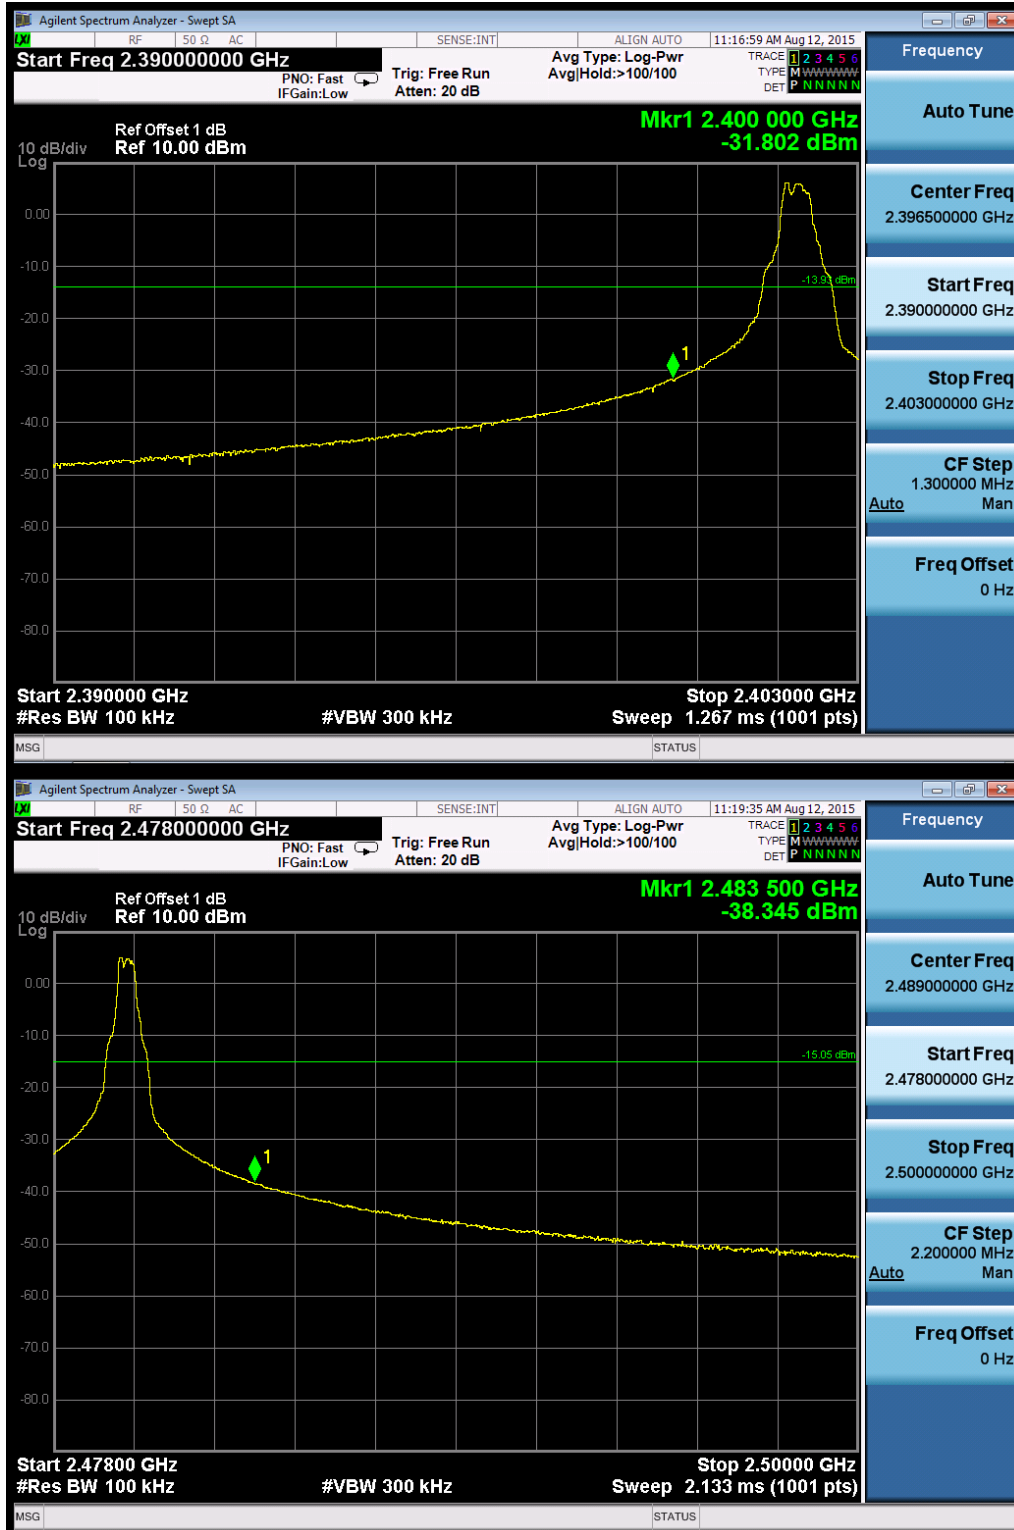 Agilent Spectrum Analyzer - Swept SA
LXI RF 50 Ω AC SENSE:INT ALIGN AUTO 11:16:59 AM Aug 12, 2015
Start Freq 2.390000000 GHz
PNO: Fast
IFGain:Low
Trig: Free Run
Atten: 20 dB
Avg Type: Log-Pwr
Avg|Hold:>100/100
TRACE 1 2 3 4 5 6
TYPE M WWWWW
DET P N N N N N
Mkr1 2.400 000 GHz
-31.802 dBm
Ref Offset 1 dB
10 dB/div Ref 10.00 dBm
Log
0.00
-10.0
-13.93 dBm
-20.0
-30.0
1
-40.0
-50.0
-60.0
-70.0
-80.0
Start 2.390000 GHz Stop 2.403000 GHz
#Res BW 100 kHz #VBW 300 kHz Sweep 1.267 ms (1001 pts)
MSG STATUS
Frequency
Auto Tune
Center Freq
2.396500000 GHz
Start Freq
2.390000000 GHz
Stop Freq
2.403000000 GHz
CF Step
1.300000 MHz
Auto Man
Freq Offset
0 Hz
Agilent Spectrum Analyzer - Swept SA
LXI RF 50 Ω AC SENSE:INT ALIGN AUTO 11:19:35 AM Aug 12, 2015
Start Freq 2.478000000 GHz
PNO: Fast
IFGain:Low
Trig: Free Run
Atten: 20 dB
Avg Type: Log-Pwr
Avg|Hold:>100/100
TRACE 1 2 3 4 5 6
TYPE M WWWWW
DET P N N N N N
Mkr1 2.483 500 GHz
-38.345 dBm
Ref Offset 1 dB
10 dB/div Ref 10.00 dBm
Log
0.00
-10.0
-15.05 dBm
-20.0
-30.0
1
-40.0
-50.0
-60.0
-70.0
-80.0
Start 2.47800 GHz Stop 2.50000 GHz
#Res BW 100 kHz #VBW 300 kHz Sweep 2.133 ms (1001 pts)
MSG STATUS
Frequency
Auto Tune
Center Freq
2.489000000 GHz
Start Freq
2.478000000 GHz
Stop Freq
2.500000000 GHz
CF Step
2.200000 MHz
Auto Man
Freq Offset
0 Hz